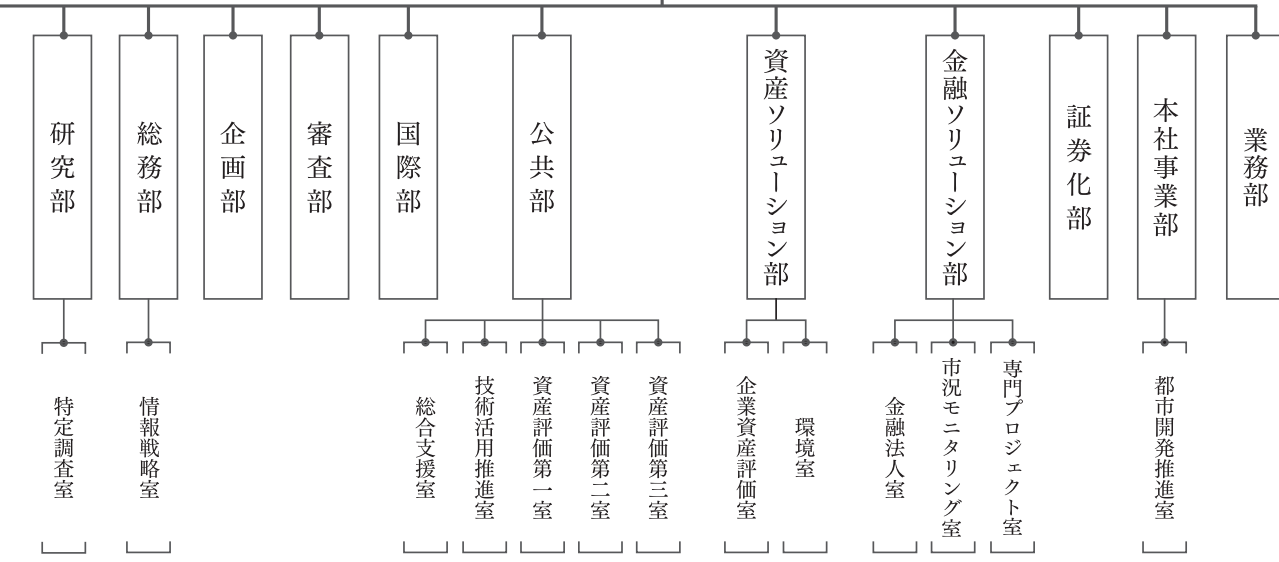 研究部
総務部
企画部
審査部
国際部
公共部
資産ソリューション部
金融ソリューション部
証券化部
本社事業部
業務部
特定調査室
情報戦略室
総合支援室
技術活用推進室
資産評価第一室
資産評価第二室
資産評価第三室
企業資産評価室
環境室
金融法人室
市況モニタリング室
専門プロジェクト室
都市開発推進室